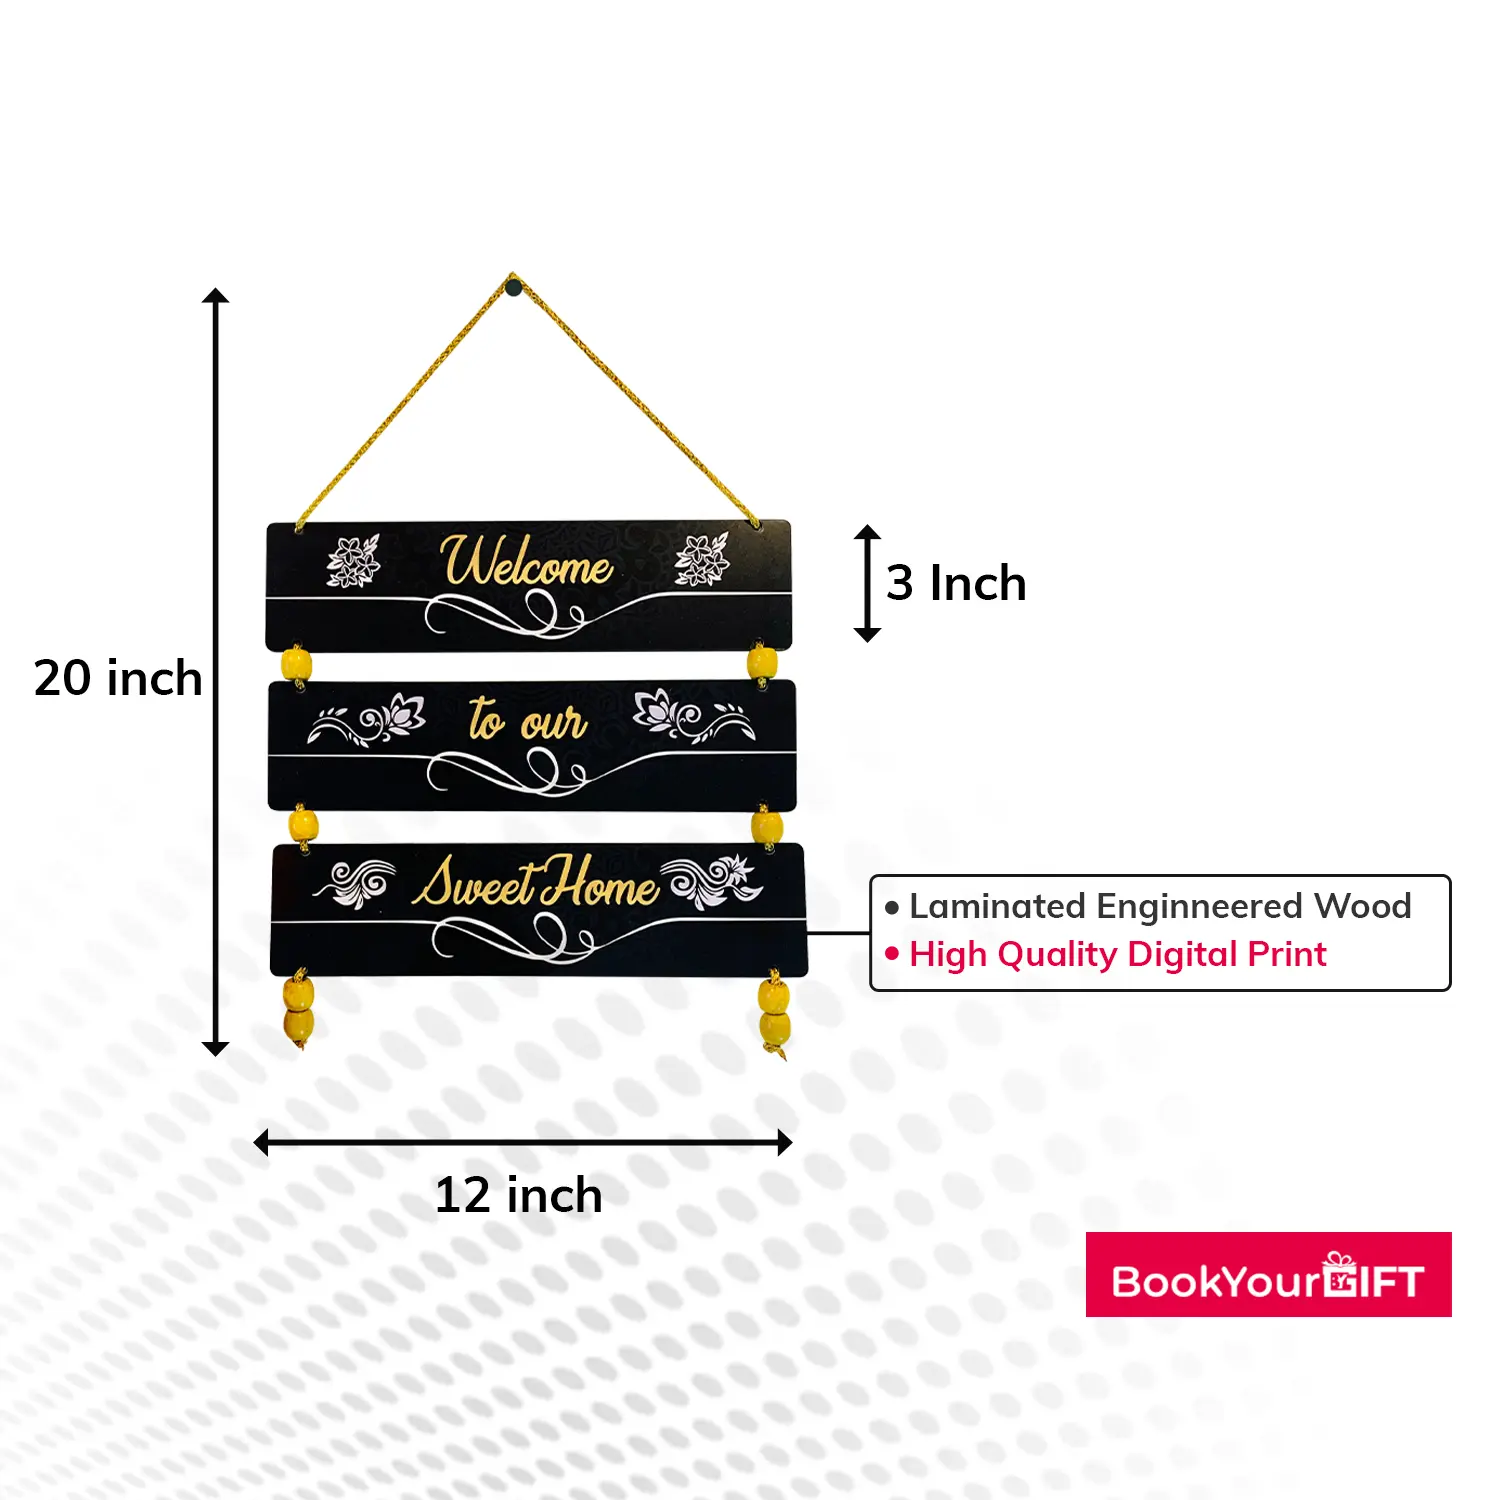 Welcome
to our
Sweet Home
20 inch
3 Inch
• Laminated Enginneered Wood
• High Quality Digital Print
12 inch
BookYourGIFT